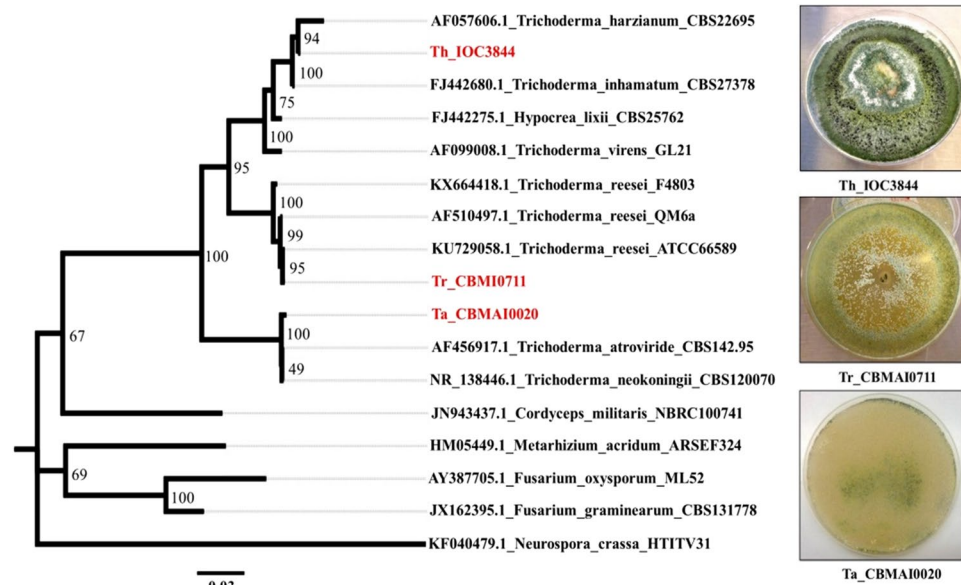 AF057606.1_Trichoderma_harzianum_CBS22695
94
Th_IOC3844
100
FJ442680.1_Trichoderma_inhamatum_CBS27378
75
FJ442275.1_Hypocrea_lixii_CBS25762
100
AF099008.1_Trichoderma_virens_GL21
95
KX664418.1_Trichoderma_reesei_F4803
100
AF510497.1_Trichoderma_reesei_QM6a
99
KU729058.1_Trichoderma_reesei_ATCC66589
95
Tr_CBMI0711
100
Ta_CBMAI0020
100
AF456917.1_Trichoderma_atroviride_CBS142.95
49
NR_138446.1_Trichoderma_neokoningii_CBS120070
67
JN943437.1_Cordyceps_militaris_NBRC100741
HM05449.1_Metarhizium_acridum_ARSEF324
69
AY387705.1_Fusarium_oxysporum_ML52
100
JX162395.1_Fusarium_graminearum_CBS131778
KF040479.1_Neurospora_crassa_HTITV31
Th_IOC3844
Tr_CBMAI0711
Ta_CBMAI0020